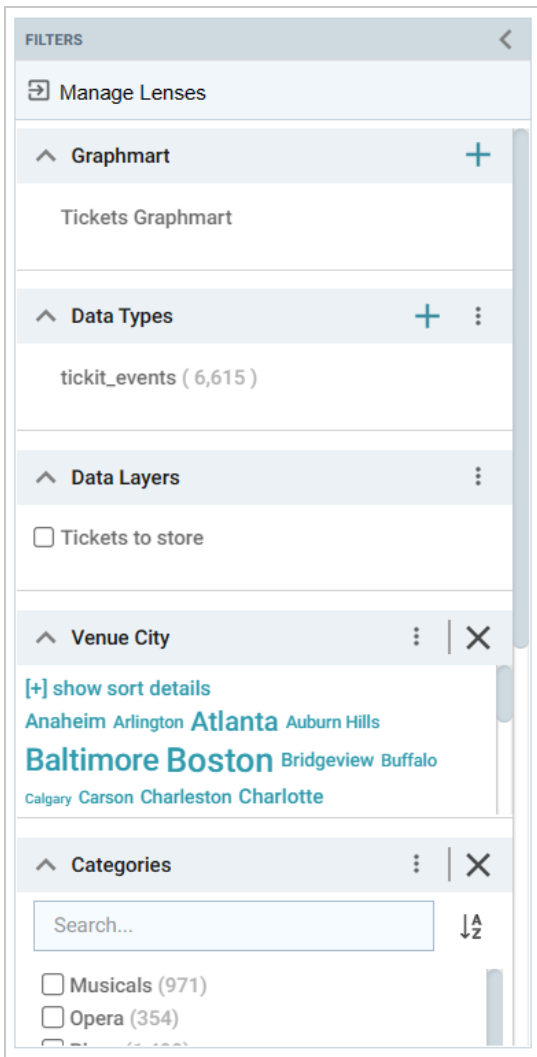 FILTERS
Manage Lenses
Graphmart
Tickets Graphmart
Data Types
tickit_events ( 6,615 )
Data Layers
Tickets to store
Venue City
[+] show sort details
Anaheim Arlington Atlanta Auburn Hills
Baltimore Boston Bridgeview Buffalo
Calgary Carson Charleston Charlotte
Categories
Search...
A
Z
Musicals (971)
Opera (354)